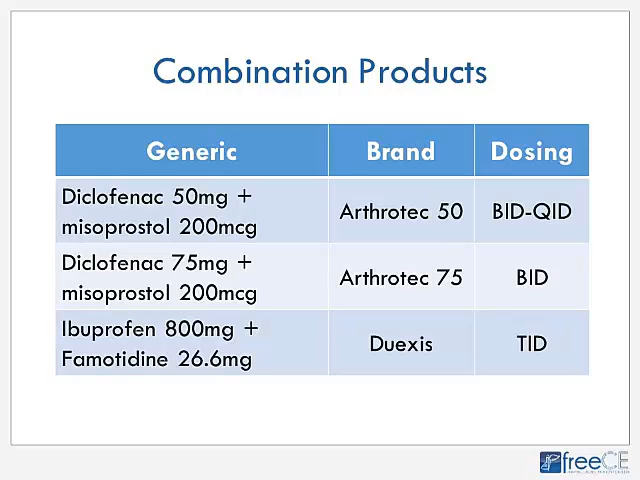 Combination Products
Generic Brand Dosing
Diclofenac 50mg +
misoprostol 200mcg
Arthrotec 50 BID-QID
Diclofenac 75mg +
misoprostol 200mcg
Arthrotec 75 BID
Ibuprofen 800mg +
Famotidine 26.6mg
Duexis TID
freeCE